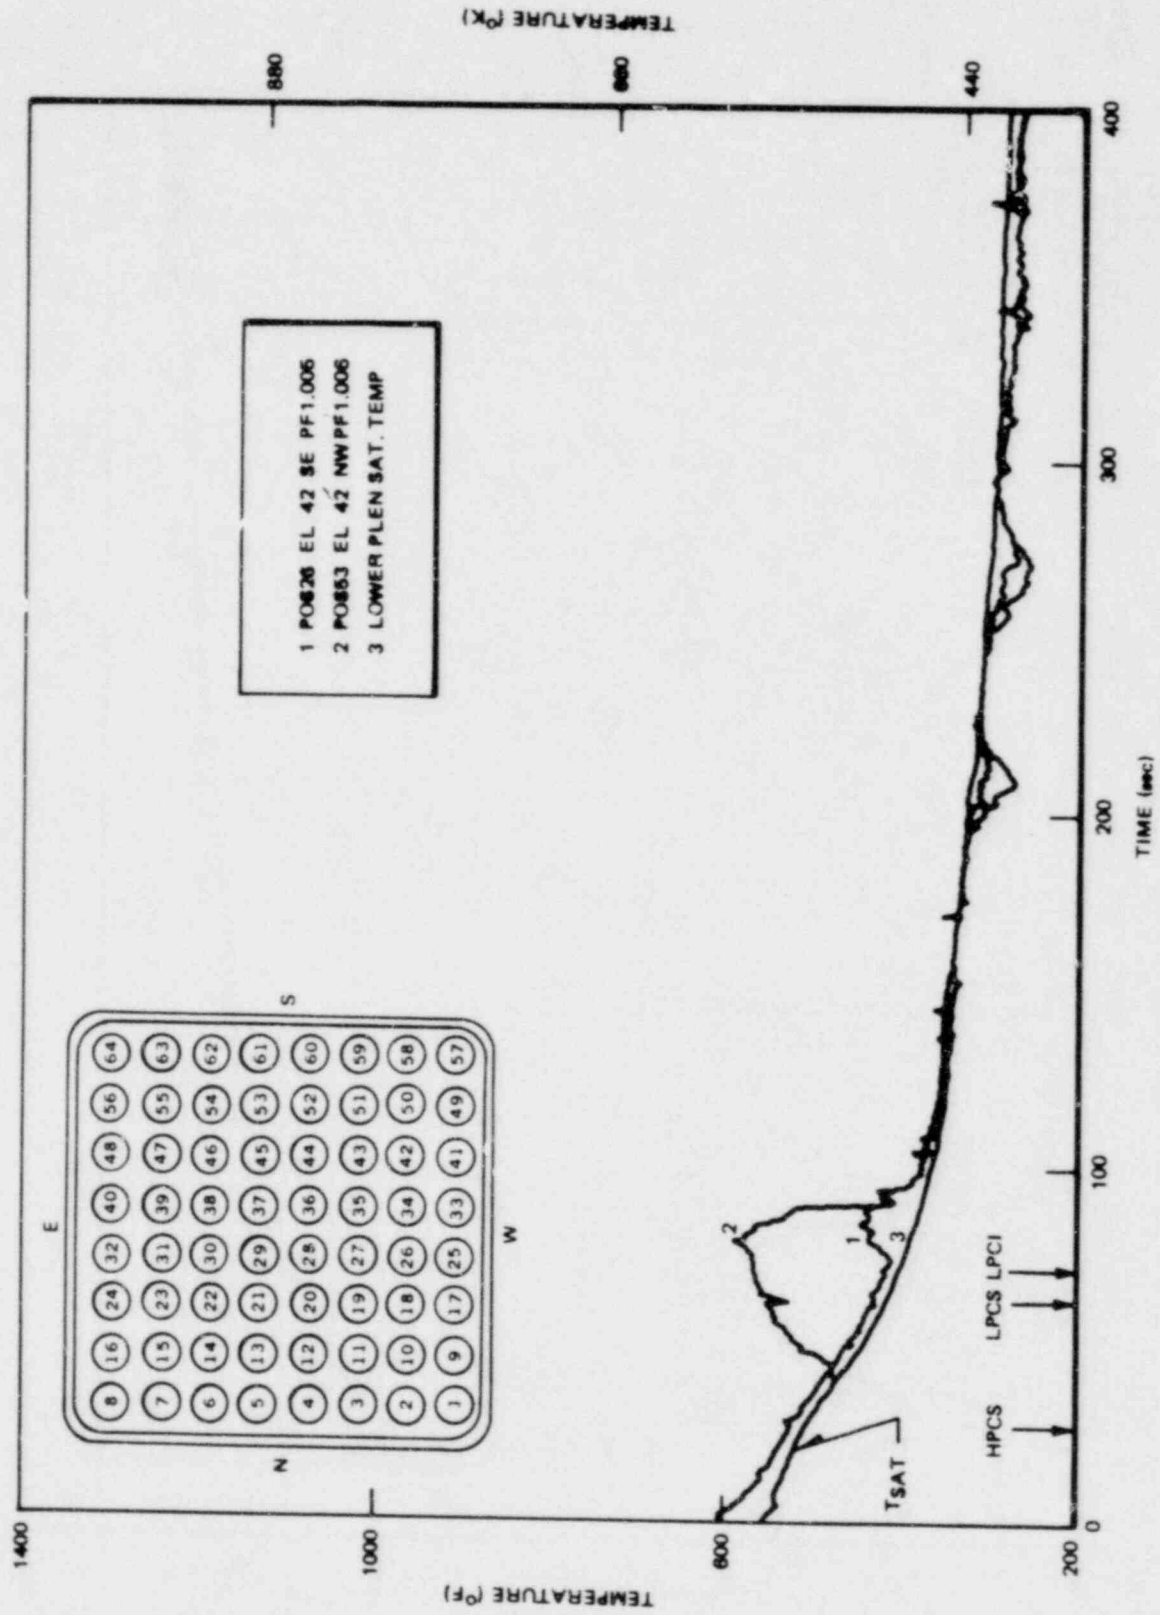 TEMPERATURE (°F)
1400
1000
600
200
TEMPERATURE (°K)
880
660
440
E
N
S
W
8 16 24 32 40 48 56 64
7 15 23 31 39 47 55 63
6 14 22 30 38 46 54 62
5 13 21 29 37 45 53 61
4 12 20 28 36 44 52 60
3 11 19 27 35 43 51 59
2 10 18 26 34 42 50 58
1 9 17 25 33 41 49 57
1 EL 42 SE PF1.006
2 EL 42 NWPF1.006
3 LOWER PLEN SAT. TEMP
2
1
3
TSAT
HPCS
LPCS LPCI
0
100
200
300
400
TIME (sec)